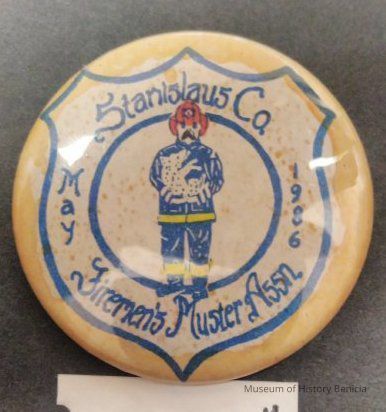 Stanislaus Co.
May
1986
Firemen's Muster Assn
Museum of History Benicia